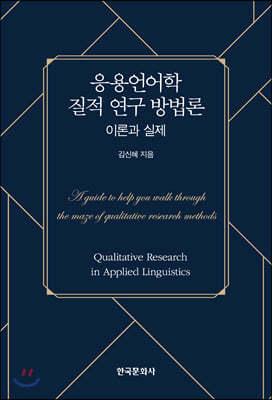 응용언어학
질적 연구 방법론
이론과 실제
김신혜 지음
A guide to help you walk through
the maze of qualitative research methods
Qualitative Research
in Applied Linguistics
한국문화사